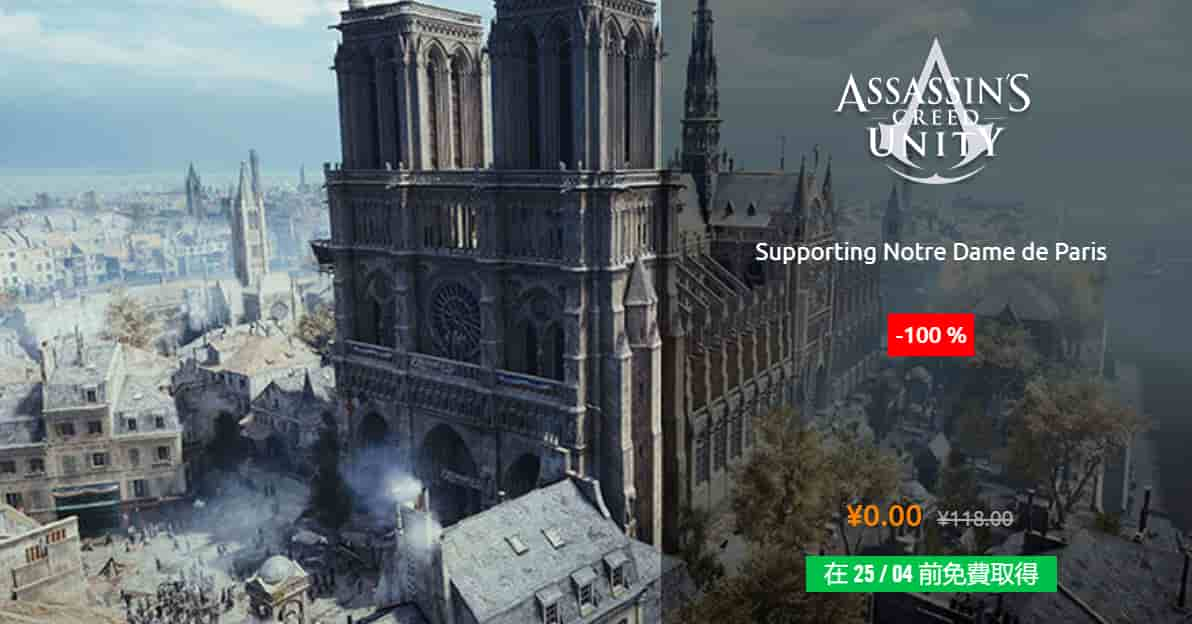 ASSASSIN'S
CREED
UNITY
Supporting Notre Dame de Paris
-100 %
¥0.00 ¥118.00
在 25 / 04 前免費取得